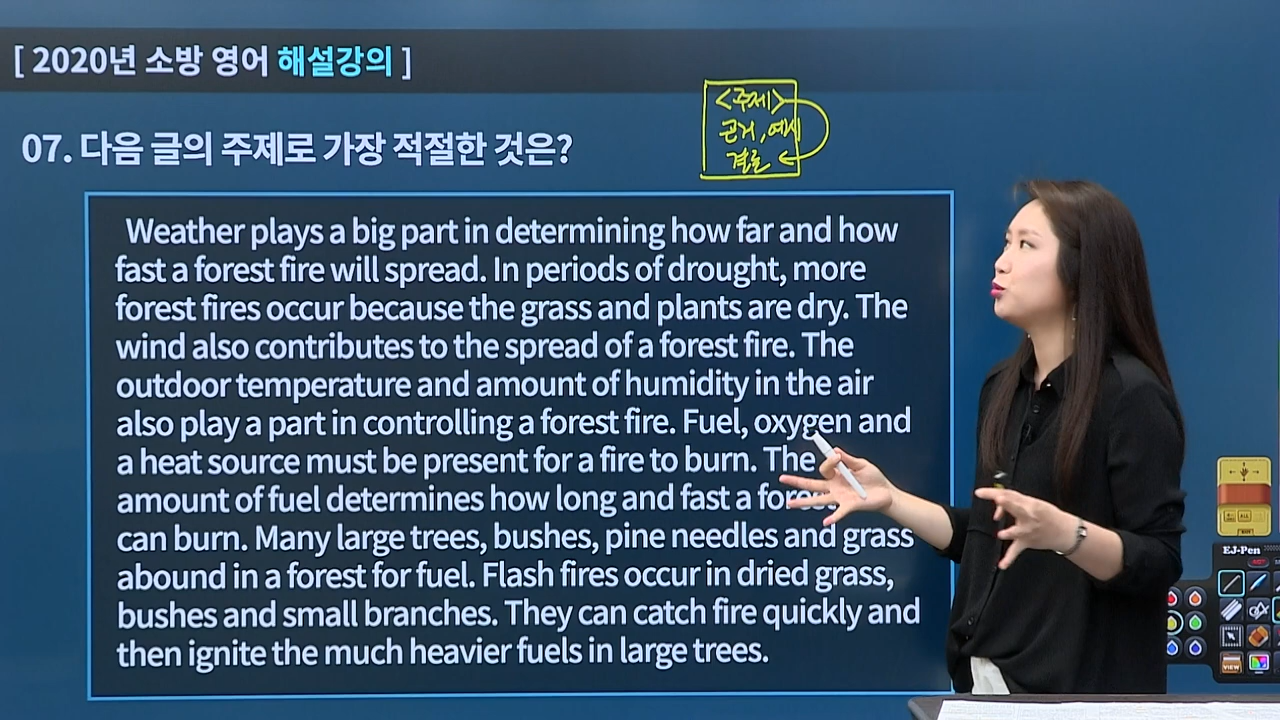 [ 2020년 소방 영어 해설강의 ]
<주제>
근거, 예시
결론
07. 다음 글의 주제로 가장 적절한 것은?
Weather plays a big part in determining how far and how
fast a forest fire will spread. In periods of drought, more
forest fires occur because the grass and plants are dry. The
wind also contributes to the spread of a forest fire. The
outdoor temperature and amount of humidity in the air
also play a part in controlling a forest fire. Fuel, oxygen and
a heat source must be present for a fire to burn. The
amount of fuel determines how long and fast a forest
can burn. Many large trees, bushes, pine needles and grass
abound in a forest for fuel. Flash fires occur in dried grass,
bushes and small branches. They can catch fire quickly and
then ignite the much heavier fuels in large trees.
ALL
EJ-Pen
VIEW